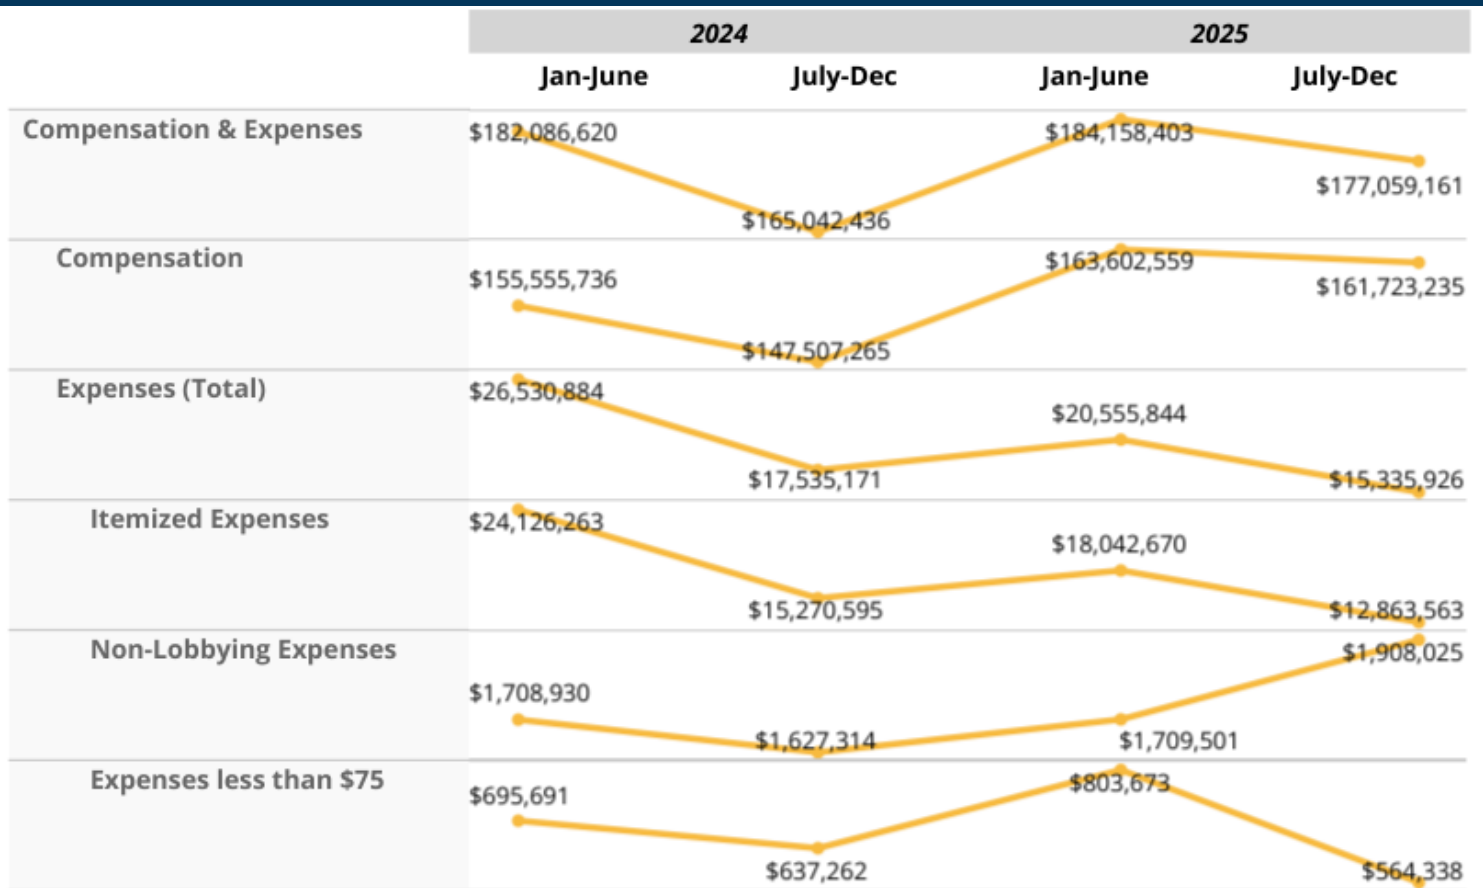 2024 2025
Jan-June July-Dec Jan-June July-Dec
Compensation & Expenses $182,086,620 $165,042,436 $184,158,403 $177,059,161
Compensation $155,555,736 $147,507,265 $163,602,559 $161,723,235
Expenses (Total) $26,530,884 $17,535,171 $20,555,844 $15,335,926
Itemized Expenses $24,126,263 $15,270,595 $18,042,670 $12,863,563
Non-Lobbying Expenses $1,708,930 $1,627,314 $1,709,501 $1,908,025
Expenses less than $75 $695,691 $637,262 $803,673 $564,338